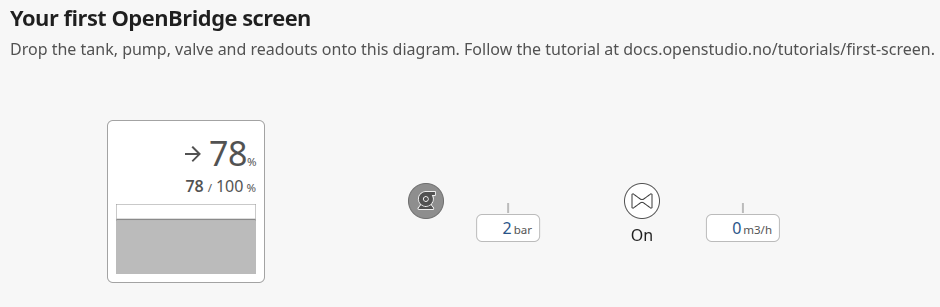 Your first OpenBridge screen
Drop the tank, pump, valve and readouts onto this diagram. Follow the tutorial at docs.openstudio.no/tutorials/first-screen.
→ 78%
78 / 100 %
2 bar
On
0 m3/h